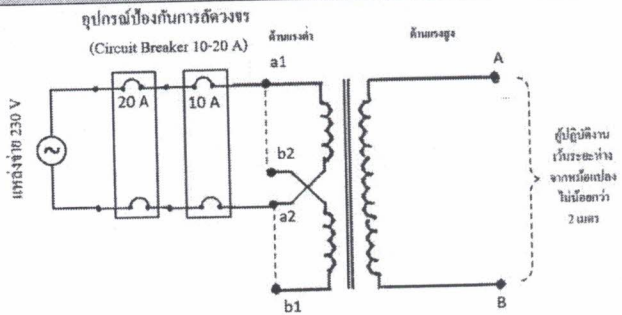 อุปกรณ์ป้องกันการลัดวงจร
(Circuit Breaker 10-20 A)
ด้านแรงต่ำ
ด้านแรงสูง
a1
A
20 A
10 A
แหล่งจ่าย 230 V
b2
a2
b1
B
ผู้ปฏิบัติงาน
เว้นระยะห่าง
จากหม้อแปลง
ไม่น้อยกว่า
2 เมตร